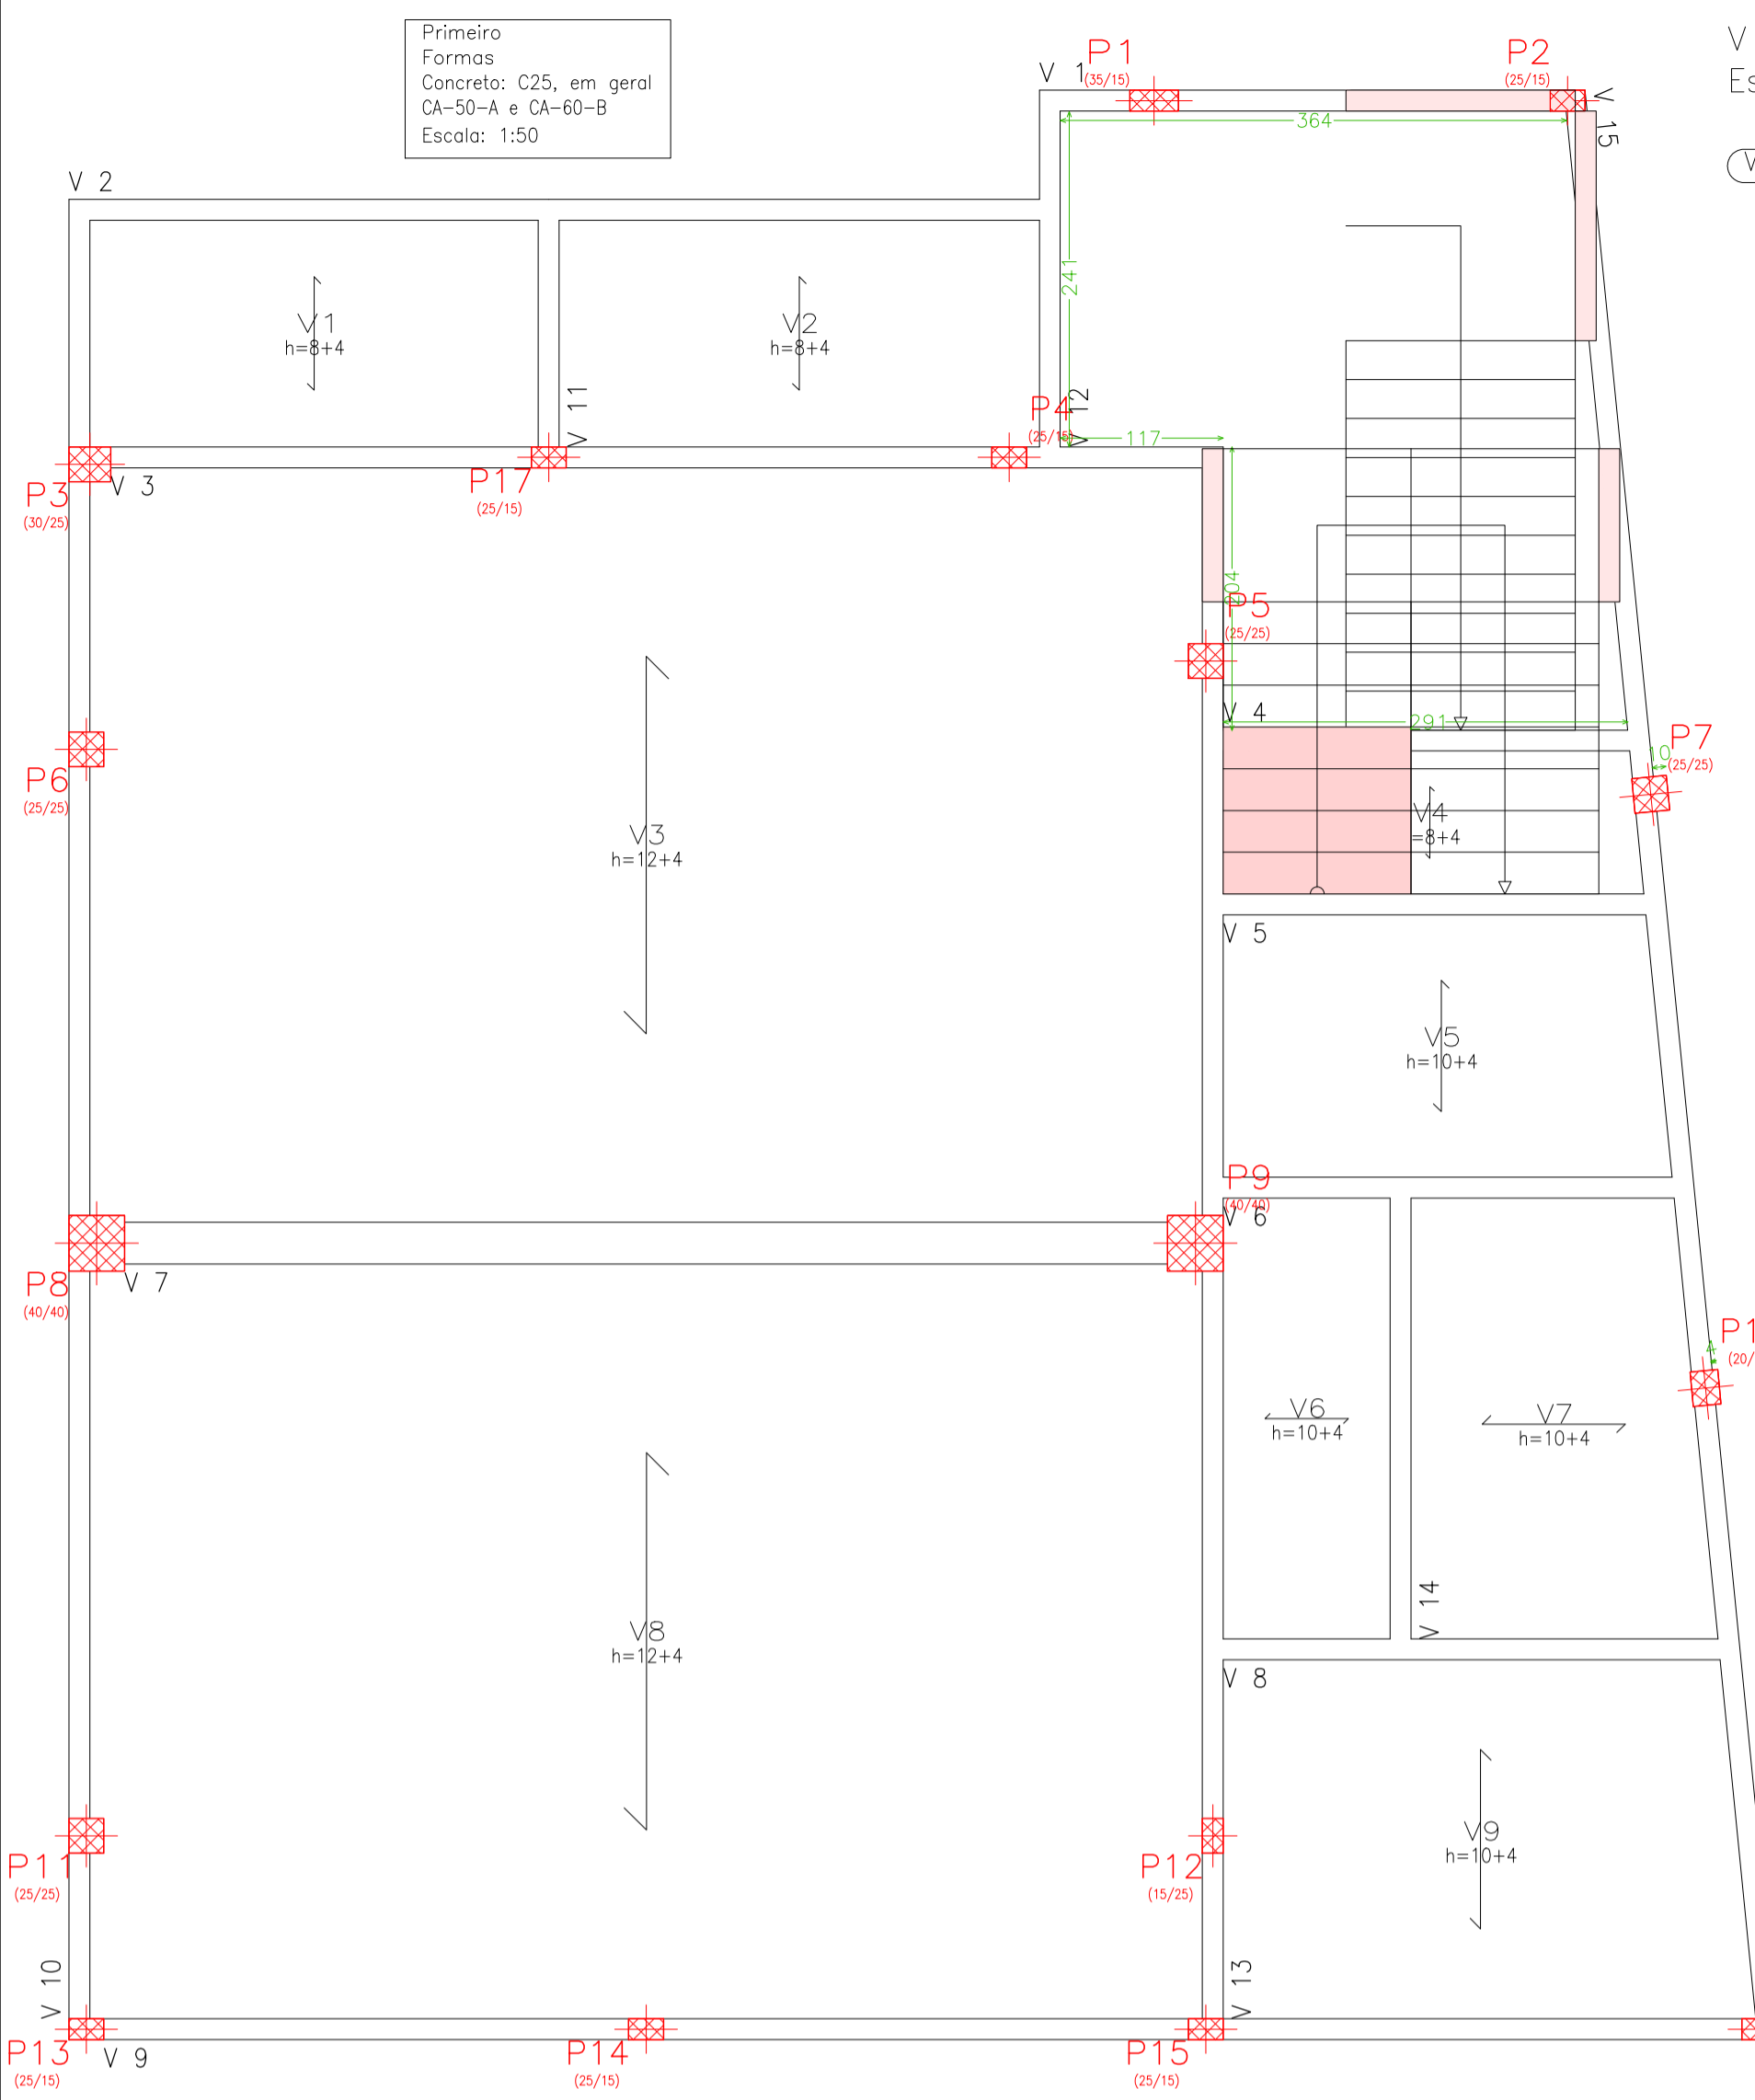 Primeiro
Formas
Concreto: C25, em geral
CA-50-A e CA-60-B
Escala: 1:50
V 1
P1
(35/15)
P2
(25/15)
V 15
364
V 2
241
V1
h=8+4
V2
h=8+4
V 11
V 12
P4
(25/15)
117
P3
(30/25)
V 3
P17
(25/15)
204
P5
(25/25)
V 4
291
P7
(25/25)
10
P6
(25/25)
V3
h=12+4
V4
=8+4
V 5
V5
h=10+4
P9
(40/40)
V 6
P8
(40/40)
V 7
4
V6
h=10+4
V7
h=10+4
V 14
V8
h=12+4
V 8
V9
h=10+4
P11
(25/25)
P12
(15/25)
V 10
V 13
P13
(25/15)
V 9
P14
(25/15)
P15
(25/15)